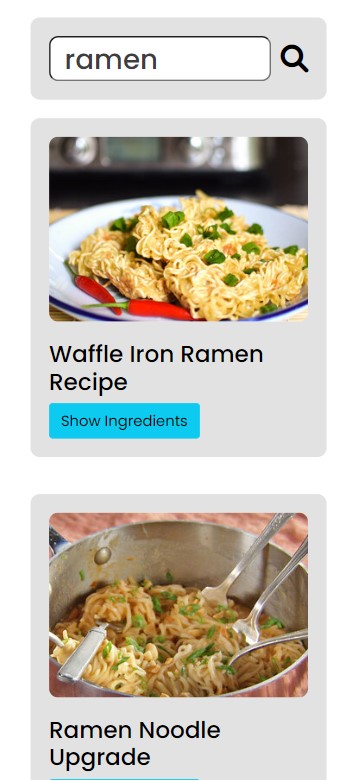 ramen
Waffle Iron Ramen
Recipe
Show Ingredients
Ramen Noodle
Upgrade